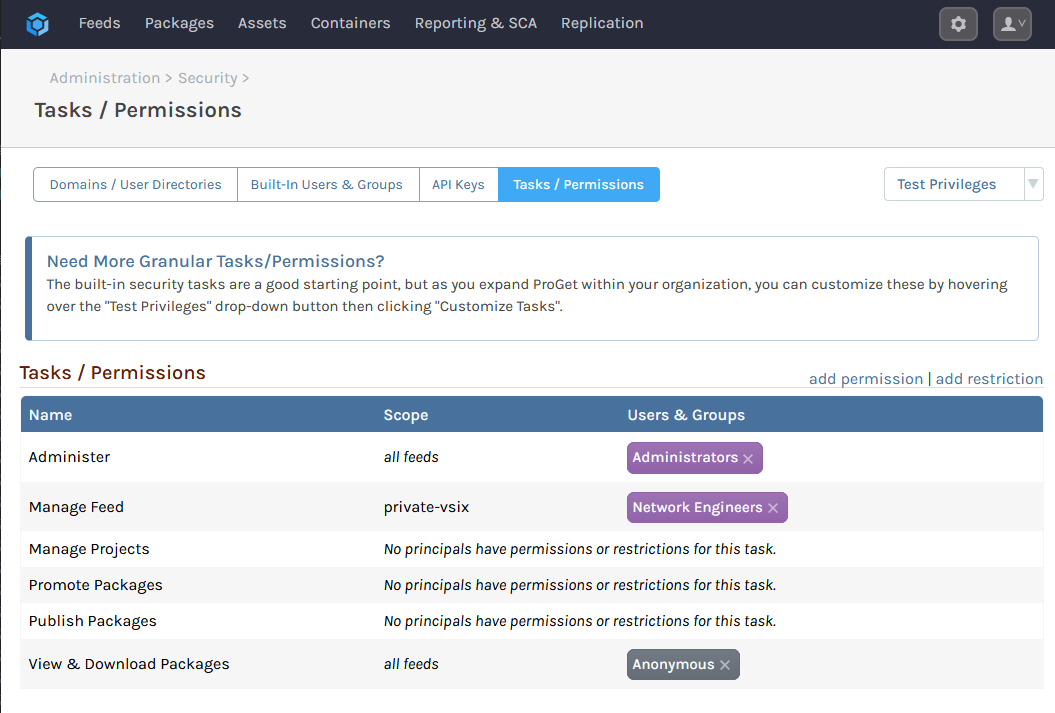 Feeds Packages Assets Containers Reporting & SCA Replication
Administration > Security >
Tasks / Permissions
Domains / User Directories Built-In Users & Groups API Keys Tasks / Permissions Test Privileges
Need More Granular Tasks/Permissions?
The built-in security tasks are a good starting point, but as you expand ProGet within your organization, you can customize these by hovering
over the "Test Privileges" drop-down button then clicking "Customize Tasks".
Tasks / Permissions
add permission | add restriction
Name Scope Users & Groups
Administer all feeds Administrators ×
Manage Feed private-vsix Network Engineers ×
Manage Projects No principals have permissions or restrictions for this task.
Promote Packages No principals have permissions or restrictions for this task.
Publish Packages No principals have permissions or restrictions for this task.
View & Download Packages all feeds Anonymous ×